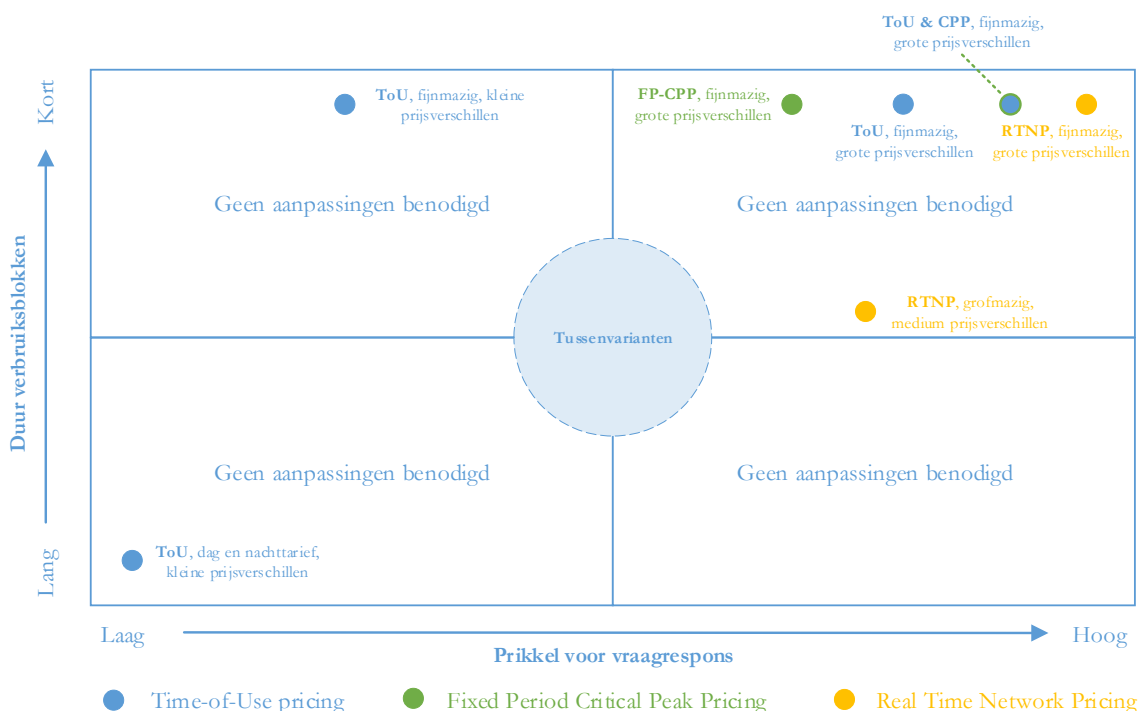 ToU & CPP, fijnmazig,
grote prijsverschillen
Kort
ToU, fijnmazig, kleine
prijsverschillen
FP-CPP, fijnmazig,
grote prijsverschillen
ToU, fijnmazig,
grote prijsverschillen
RTNP, fijnmazig,
grote prijsverschillen
Geen aanpassingen benodigd
Geen aanpassingen benodigd
Duur verbruiksblokken
RTNP, grofmazig,
medium prijsverschillen
Tussenvarianten
Geen aanpassingen benodigd
Geen aanpassingen benodigd
Lang
ToU, dag en nachttarief,
kleine prijsverschillen
Laag
Hoog
Prikkel voor vraagrespons
Time-of-Use pricing
Fixed Period Critical Peak Pricing
Real Time Network Pricing